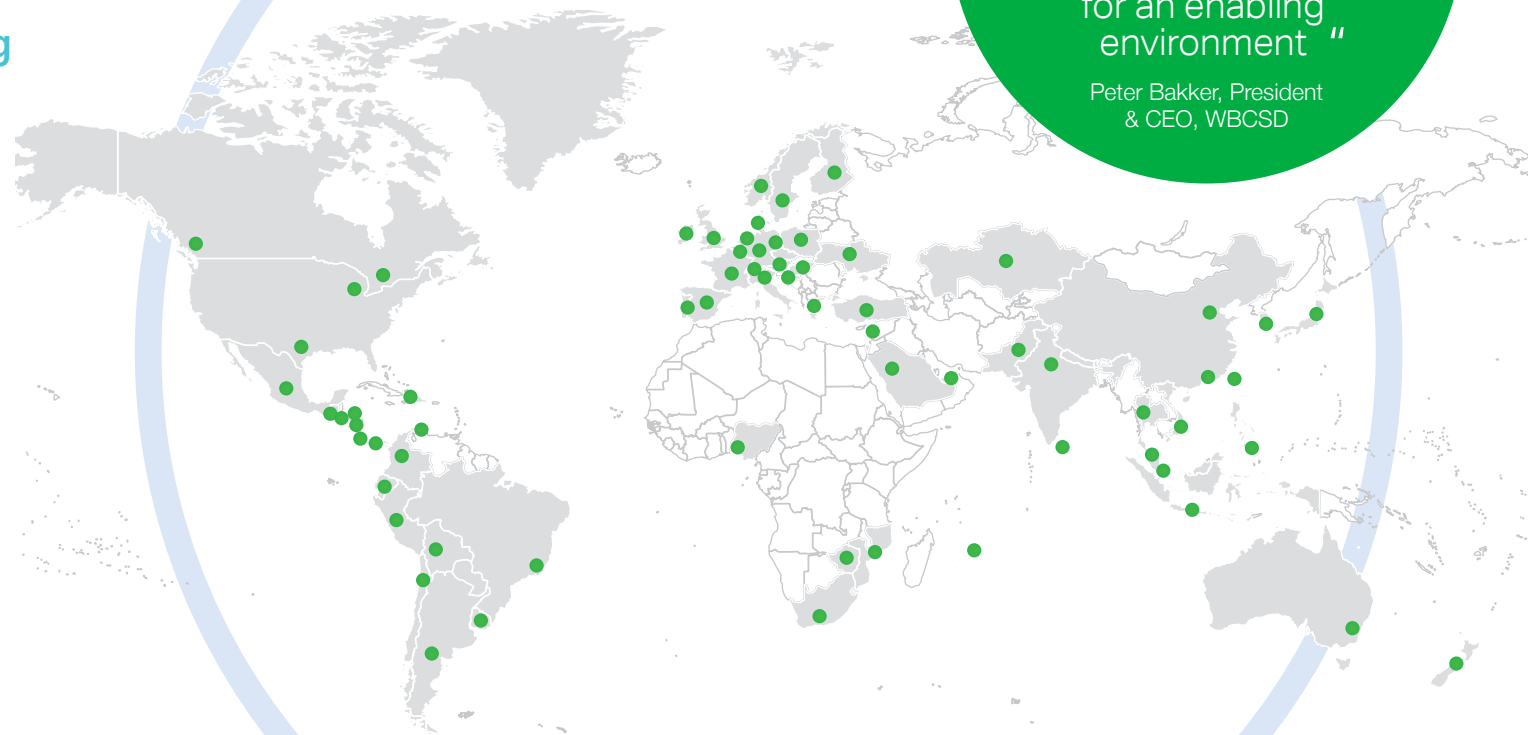 g
for an enabling
environment "
Peter Bakker, President
& CEO, WBCSD